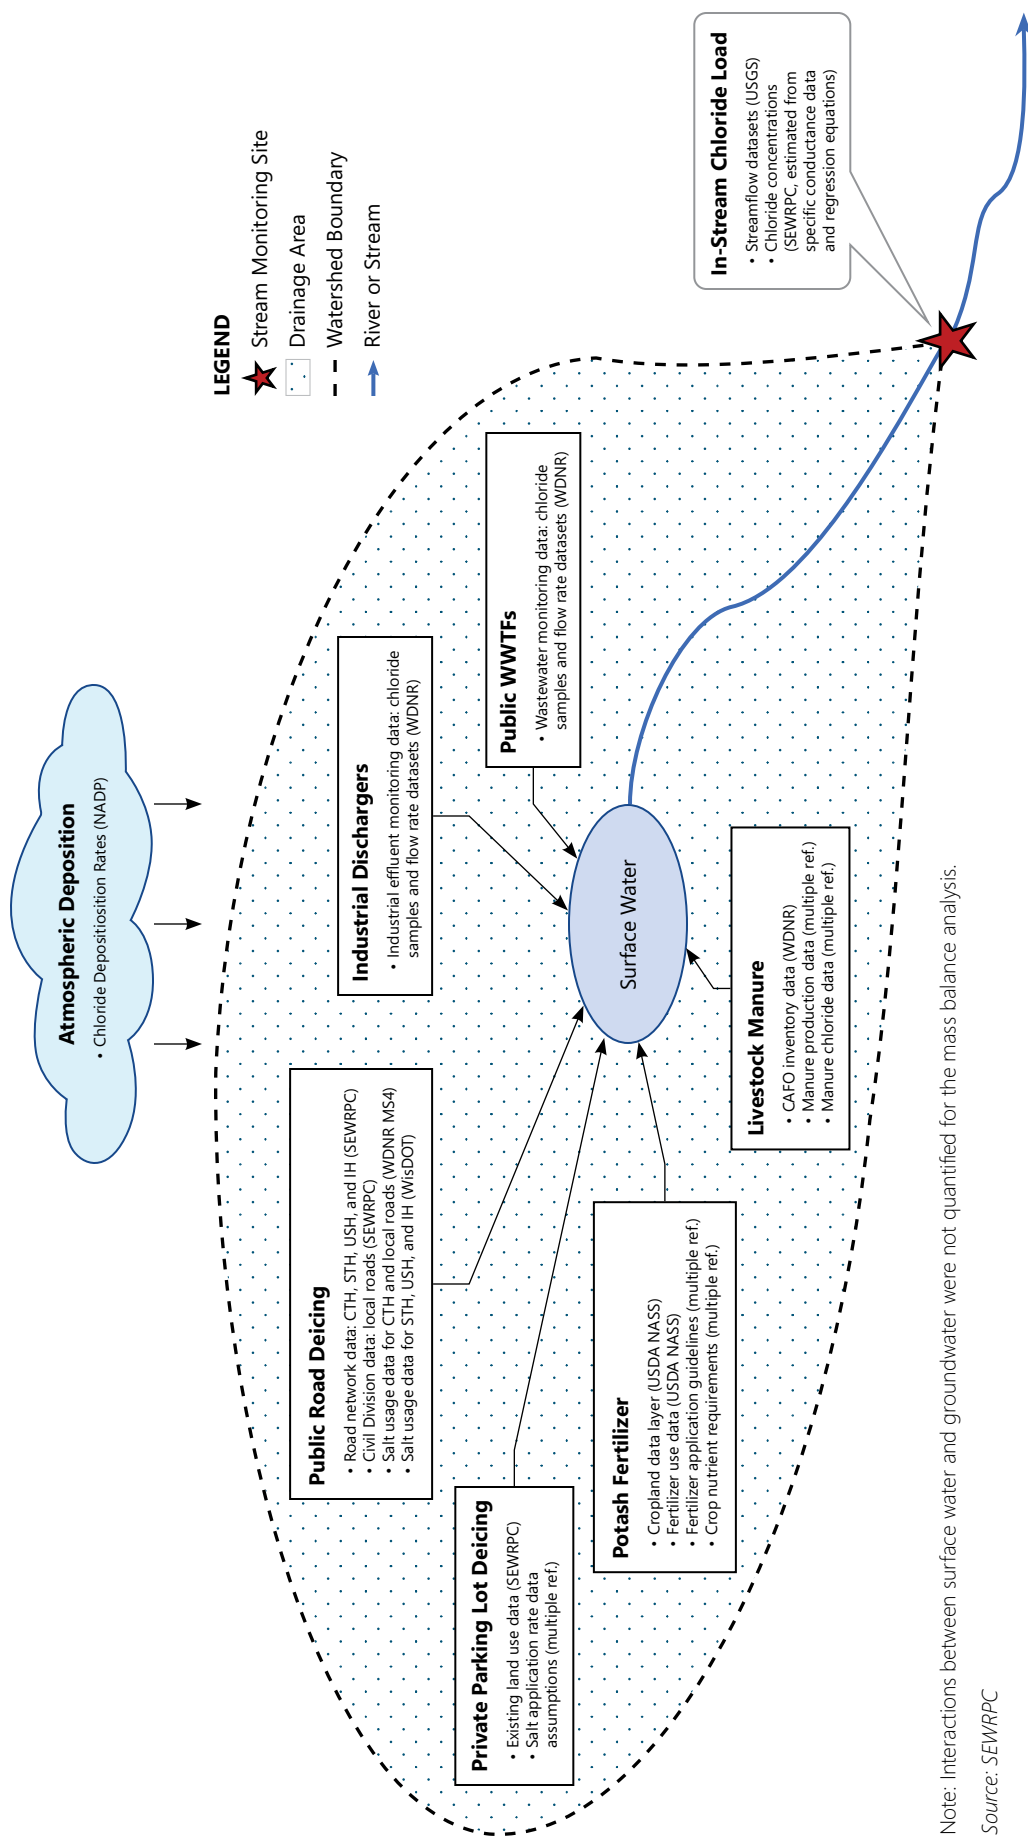 Atmospheric Deposition
• Chloride Depositiosition Rates (NADP)
LEGEND
Stream Monitoring Site
Drainage Area
Watershed Boundary
River or Stream
Public Road Deicing
• Road network data: CTH, STH, USH, and IH (SEWRPC)
• Civil Division data: local roads (SEWRPC)
• Salt usage data for CTH and local roads (WDNR MS4)
• Salt usage data for STH, USH, and IH (WisDOT)
Industrial Dischargers
• Industrial effluent monitoring data: chloride
samples and flow rate datasets (WDNR)
Private Parking Lot Deicing
• Existing land use data (SEWRPC)
• Salt application rate data
assumptions (multiple ref.)
Public WWTFs
• Wastewater monitoring data: chloride
samples and flow rate datasets (WDNR)
Surface Water
Potash Fertilizer
• Cropland data layer (USDA NASS)
• Fertilizer use data (USDA NASS)
• Fertilizer application guidelines (multiple ref.)
• Crop nutrient requirements (multiple ref.)
Livestock Manure
• CAFO inventory data (WDNR)
• Manure production data (multiple ref.)
• Manure chloride data (multiple ref.)
In-Stream Chloride Load
• Streamflow datasets (USGS)
• Chloride concentrations
(SEWRPC, estimated from
specific conductance data
and regression equations)
Note: Interactions between surface water and groundwater were not quantified for the mass balance analysis.
Source: SEWRPC